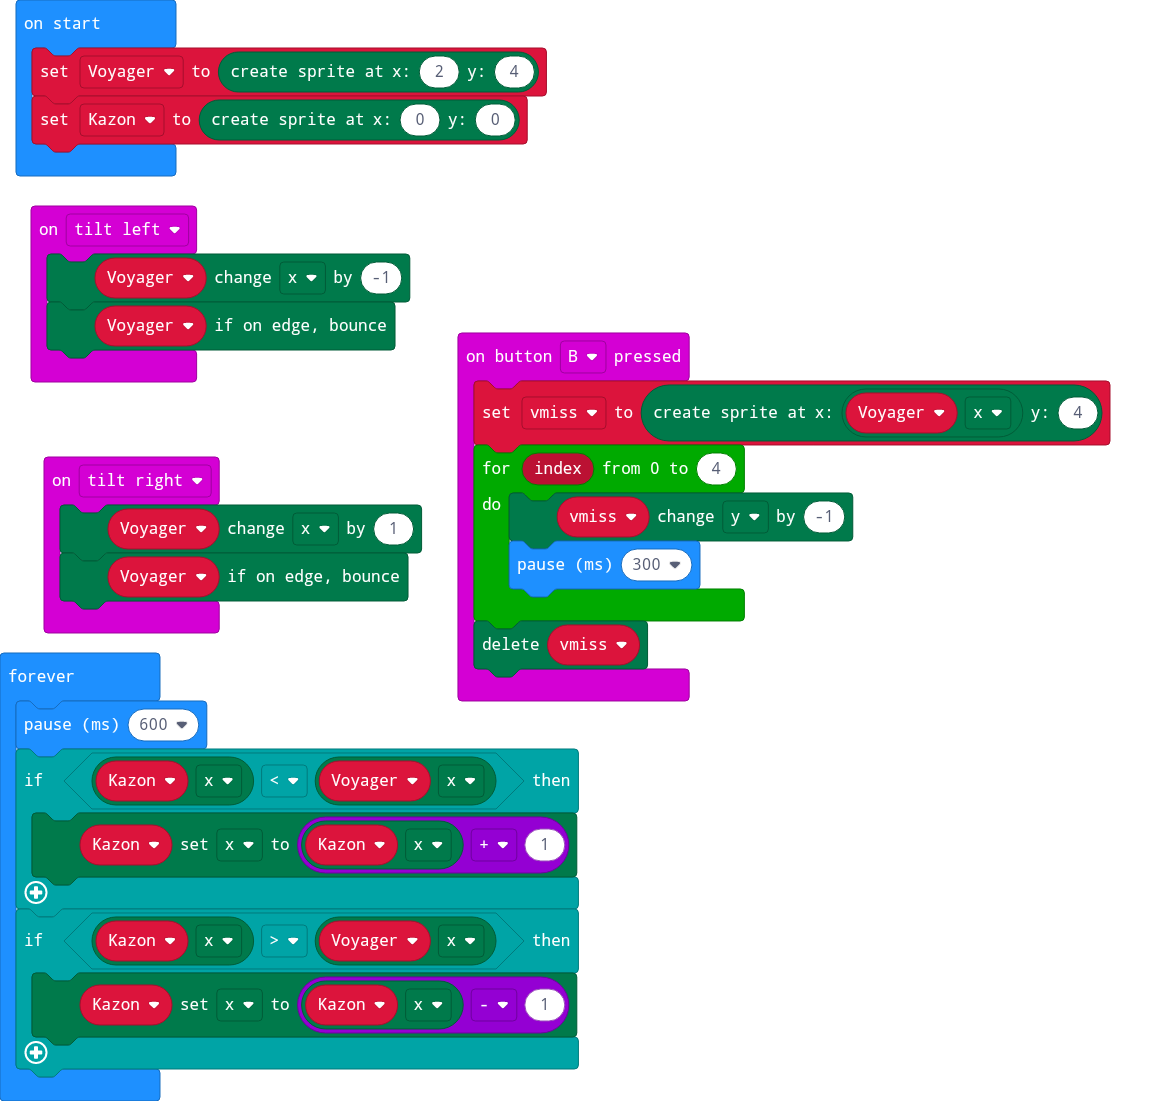 on start
set Voyager to create sprite at x: 2 y: 4
set Kazon to create sprite at x: 0 y: 0
on tilt left
Voyager change x by -1
Voyager if on edge, bounce
on tilt right
Voyager change x by 1
Voyager if on edge, bounce
on button B pressed
set vmiss to create sprite at x: Voyager x y: 4
for index from 0 to 4
do vmiss change y by -1
pause (ms) 300
delete vmiss
forever
pause (ms) 600
if Kazon x < Voyager x then
Kazon set x to Kazon x + 1
if Kazon x > Voyager x then
Kazon set x to Kazon x - 1